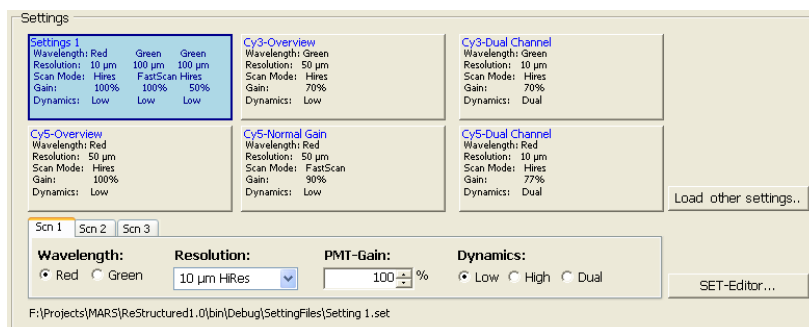 Settings
Settings 1
Wavelength: Red Green Green
Resolution: 10 µm 100 µm 100 µm
Scan Mode: Hires FastScan Hires
Gain: 100% 100% 50%
Dynamics: Low Low Low
Cy3-Overview
Wavelength: Green
Resolution: 50 µm
Scan Mode: Hires
Gain: 70%
Dynamics: Low
Cy3-Dual Channel
Wavelength: Green
Resolution: 10 µm
Scan Mode: Hires
Gain: 70%
Dynamics: Dual
Cy5-Overview
Wavelength: Red
Resolution: 50 µm
Scan Mode: Hires
Gain: 100%
Dynamics: Low
Cy5-Normal Gain
Wavelength: Red
Resolution: 50 µm
Scan Mode: FastScan
Gain: 90%
Dynamics: Low
Cy5-Dual Channel
Wavelength: Red
Resolution: 10 µm
Scan Mode: Hires
Gain: 77%
Dynamics: Dual
Load other settings..
Scn 1 Scn 2 Scn 3
Wavelength: Resolution: PMT-Gain: Dynamics:
Red Green 10 µm HiRes 100 % Low High Dual
SET-Editor...
F:\Projects\MARS\ReStructured1.0\bin\Debug\SettingFiles\Setting 1.set